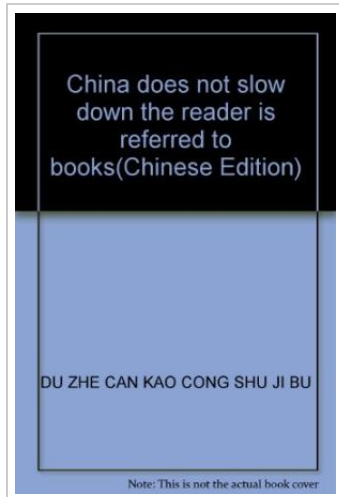 China does not slow
down the reader is
referred to
books(Chinese Edition)
DU ZHE CAN KAO CONG SHU JI BU
Note: This is not the actual book cover